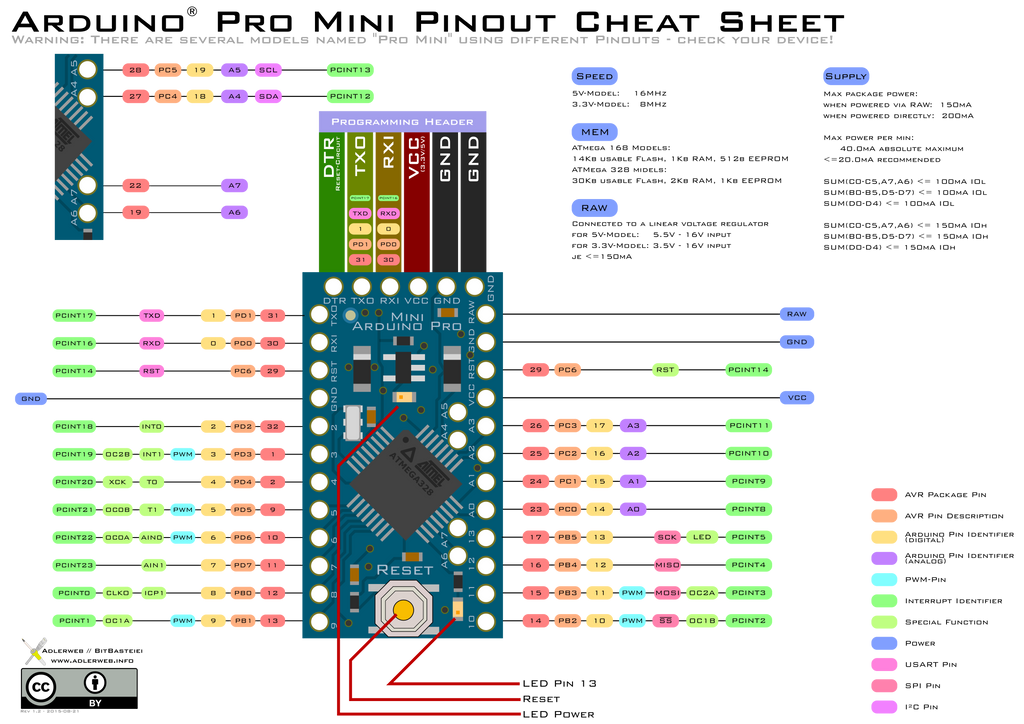 Arduino® Pro Mini Pinout Cheat Sheet
Warning: There are several models named "Pro Mini" using different Pinouts - check your device!
A5 28 PC5 19 A5 SCL PCINT13
A4 27 PC4 18 A4 SDA PCINT12
A7 22 A7
A6 19 A6
ATMEL
328
Programming Header
DTR Reset-Circuit
TXO PCINT17 TXD 1 PD1 31
RXI PCINT16 RXD 0 PD0 30
VCC (3.3V/5V)
GND
GND
Speed
5V-Model: 16MHz
3.3V-Model: 8MHz
MEM
Atmega 168 Models:
14Kb usable Flash, 1Kb RAM, 512b EEPROM
ATMega 328 midels:
30Kb usable Flash, 2Kb RAM, 1Kb EEPROM
RAW
Connected to a linear voltage regulator
for 5V-Model: 5.5V - 16V input
for 3.3V-Model: 3.5V - 16V input
je <=150mA
Supply
Max package power:
when powered via RAW: 150mA
when powered directly: 200mA
Max power per min:
40.0mA absolute maximum
<=20.0mA recommended
SUM(C0-C5,A7,A6) <= 100mA IOL
SUM(B0-B5,D5-D7) <= 100mA IOL
SUM(D0-D4) <= 100mA IOL
SUM(C0-C5,A7,A6) <= 150mA IOH
SUM(B0-B5,D5-D7) <= 150mA IOH
SUM(D0-D4) <= 150mA IOH
DTR TXO RXI VCC GND GND
Mini
Arduino Pro
PCINT17 TXD 1 PD1 31 TXO
PCINT16 RXD 0 PD0 30 RXI
PCINT14 RST PC6 29 RST
GND GND
PCINT18 INT0 2 PD2 32 2
PCINT19 OC2B INT1 PWM 3 PD3 1 3
PCINT20 XCK T0 4 PD4 2 4
PCINT21 OC0B T1 PWM 5 PD5 9 5
PCINT22 OC0A AIN0 PWM 6 PD6 10 6
PCINT23 AIN1 7 PD7 11 7
PCINT0 CLKO ICP1 8 PB0 12 8
PCINT1 OC1A PWM 9 PB1 13 9
A5
A4
ATMEL
ATMEGA328
A7
A6
Reset
RAW RAW
GND GND
RST 29 PC6 RST PCINT14
VCC VCC
A3 26 PC3 17 A3 PCINT11
A2 25 PC2 16 A2 PCINT10
A1 24 PC1 15 A1 PCINT9
A0 23 PC0 14 A0 PCINT8
13 17 PB5 13 SCK LED PCINT5
12 16 PB4 12 MISO PCINT4
11 15 PB3 11 PWM MOSI OC2A PCINT3
10 14 PB2 10 PWM SS OC1B PCINT2
AVR Package Pin
AVR Pin Description
Arduino Pin Identifier
(digital)
Arduino Pin Identifier
(analog)
PWM-Pin
Interrupt Identifier
Special Function
Power
USART Pin
SPI Pin
I²C Pin
LED Pin 13
Reset
LED Power
Adlerweb // BitBasteiei
www.adlerweb.info
CC BY
Rev 1.2 - 2015-08-21